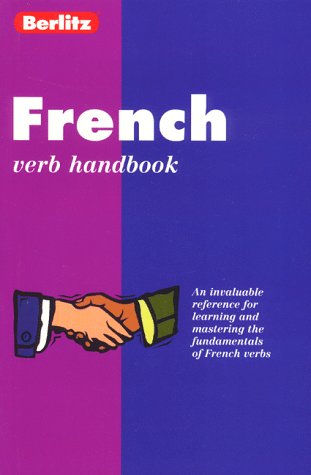 Berlitz
French
verb handbook
An invaluable
reference for
learning and
mastering the
fundamentals
of French verbs